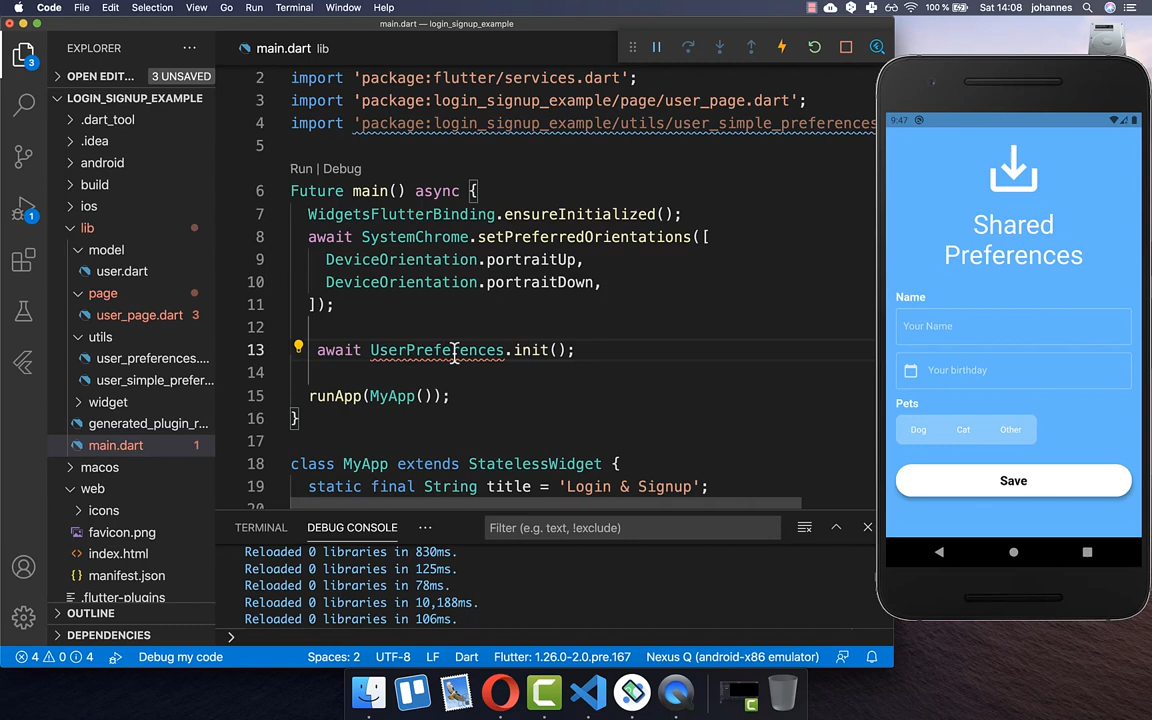 Code File Edit Selection View Go Run Terminal Window Help 100 % Sat 14:08 johannes
main.dart — login_signup_example
EXPLORER
OPEN EDIT... 3 UNSAVED
LOGIN_SIGNUP_EXAMPLE
.dart_tool
.idea
android
build
ios
lib
model
user.dart
page
user_page.dart 3
utils
user_preferences....
user_simple_prefer...
widget
generated_plugin_r...
main.dart 1
macos
web
icons
favicon.png
index.html
manifest.json
.flutter-plugins
OUTLINE
DEPENDENCIES
3
1
main.dart lib
2 import 'package:flutter/services.dart';
3 import 'package:login_signup_example/page/user_page.dart';
4 import 'package:login_signup_example/utils/user_simple_preferences
5
Run | Debug
6 Future main() async {
7 WidgetsFlutterBinding.ensureInitialized();
8 await SystemChrome.setPreferredOrientations([
9 DeviceOrientation.portraitUp,
10 DeviceOrientation.portraitDown,
11 ]);
12
13 await UserPreferences.init();
14
15 runApp(MyApp());
16 }
17
18 class MyApp extends StatelessWidget {
19 static final String title = 'Login & Signup';
20
TERMINAL DEBUG CONSOLE ... Filter (e.g. text, !exclude)
Reloaded 0 libraries in 830ms.
Reloaded 0 libraries in 125ms.
Reloaded 0 libraries in 78ms.
Reloaded 0 libraries in 10,188ms.
Reloaded 0 libraries in 106ms.
4 0 4 Debug my code Spaces: 2 UTF-8 LF Dart Flutter: 1.26.0-2.0.pre.167 Nexus Q (android-x86 emulator)
9:47
Shared
Preferences
Name
Your Name
Your birthday
Pets
Dog Cat Other
Save